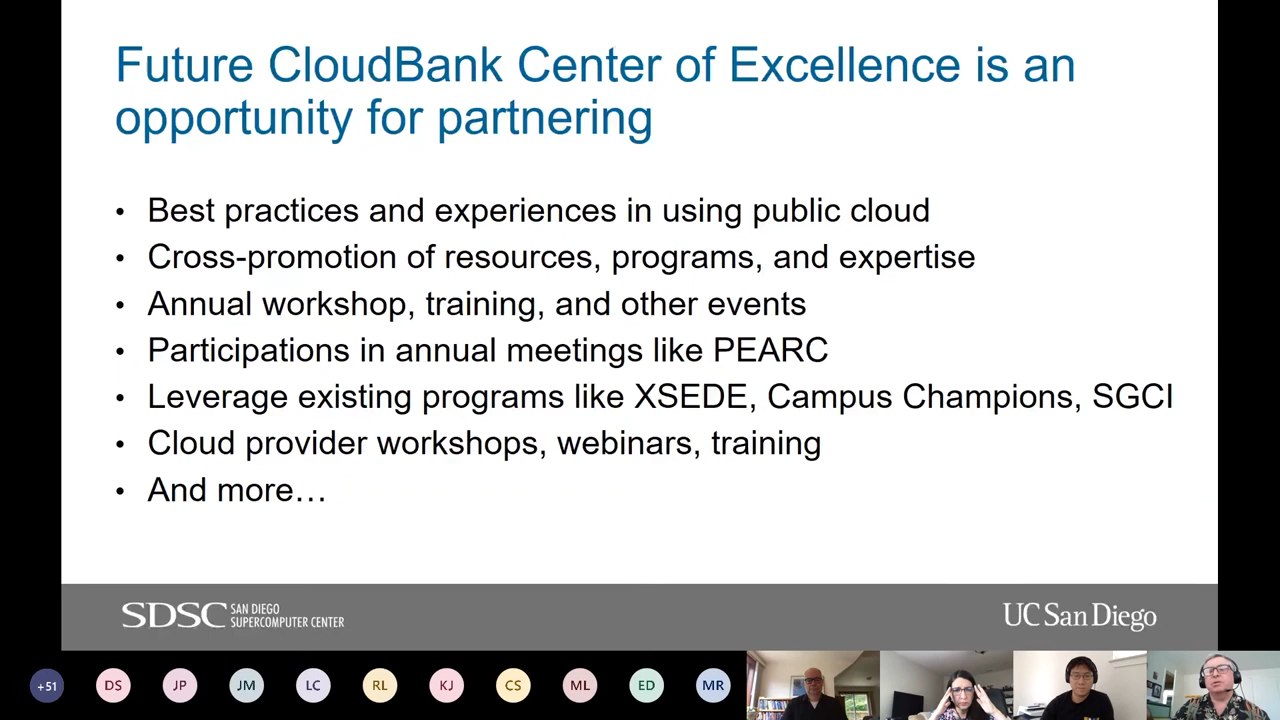 Future CloudBank Center of Excellence is an
opportunity for partnering
• Best practices and experiences in using public cloud
• Cross-promotion of resources, programs, and expertise
• Annual workshop, training, and other events
• Participations in annual meetings like PEARC
• Leverage existing programs like XSEDE, Campus Champions, SGCI
• Cloud provider workshops, webinars, training
• And more…
SDSC SAN DIEGO
SUPERCOMPUTER CENTER
UC San Diego
+51 DS JP JM LC RL KJ CS ML ED MR